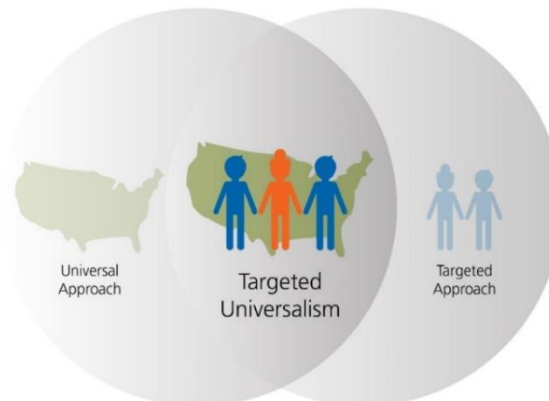 Universal
Approach
Targeted
Universalism
Targeted
Approach